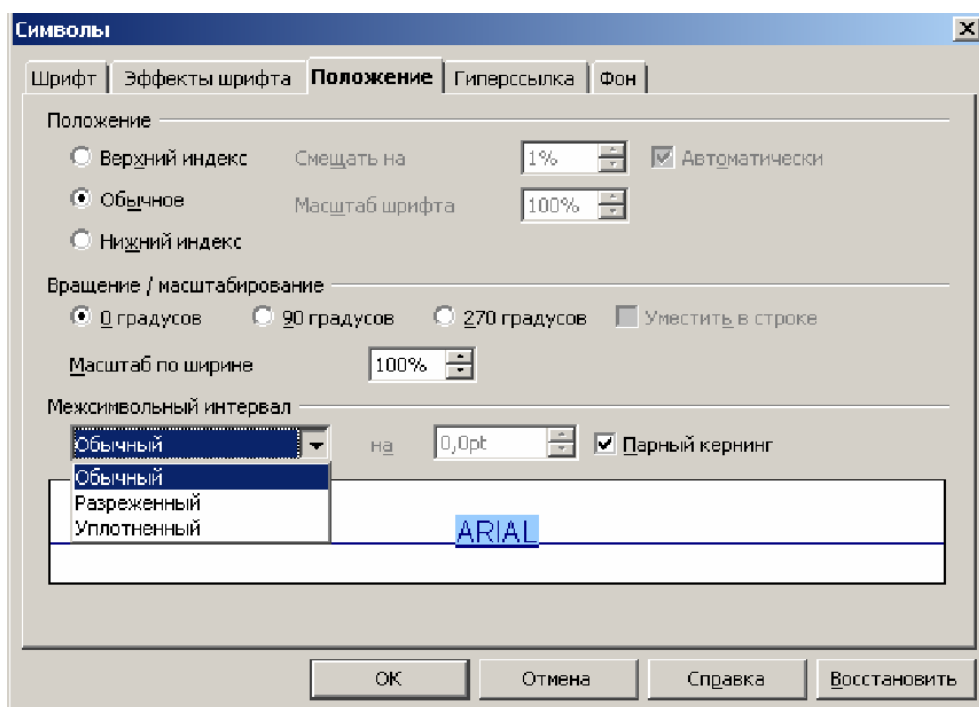 Символы
Шрифт Эффекты шрифта Положение Гиперссылка Фон
Положение
Верхний индекс Смещать на 1% Автоматически
Обычное Масштаб шрифта 100%
Нижний индекс
Вращение / масштабирование
0 градусов 90 градусов 270 градусов Уместить в строке
Масштаб по ширине 100%
Межсимвольный интервал
Обычный на 0,0pt Парный кернинг
Обычный
Разреженный
Уплотненный
ARIAL
OK Отмена Справка Восстановить